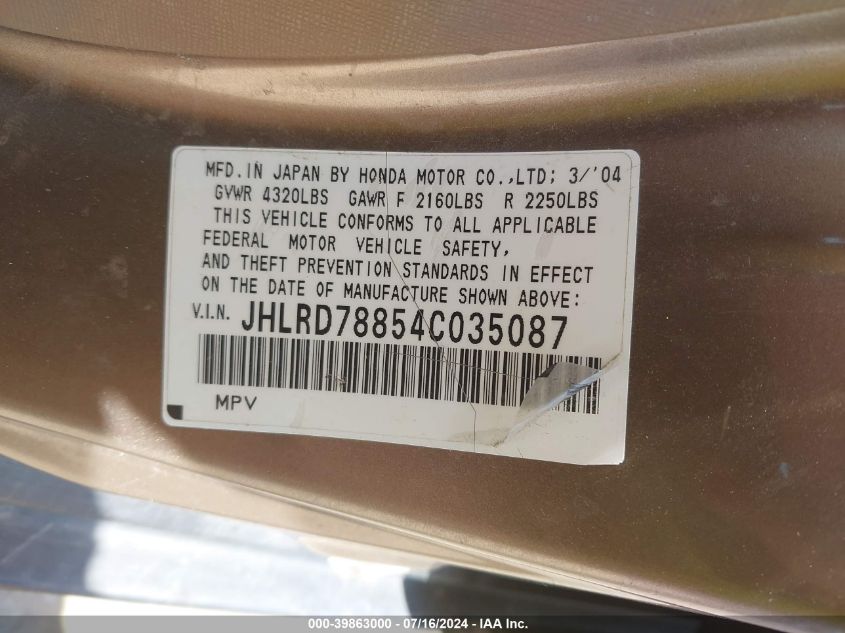 MFD.IN JAPAN BY HONDA MOTOR CO.,LTD: 3/'04
GVWR 4320LBS GAWR F 2160LBS R 2250LBS
THIS VEHICLE CONFORMS TO ALL APPLICABLE
FEDERAL MOTOR VEHICLE SAFETY,
AND THEFT PREVENTION STANDARDS IN EFFECT
ON THE DATE OF MANUFACTURE SHOWN ABOVE:
V.I.N. JHLRD78854C035087
MPV
000-39863000 - 07/16/2024 - IAA Inc.